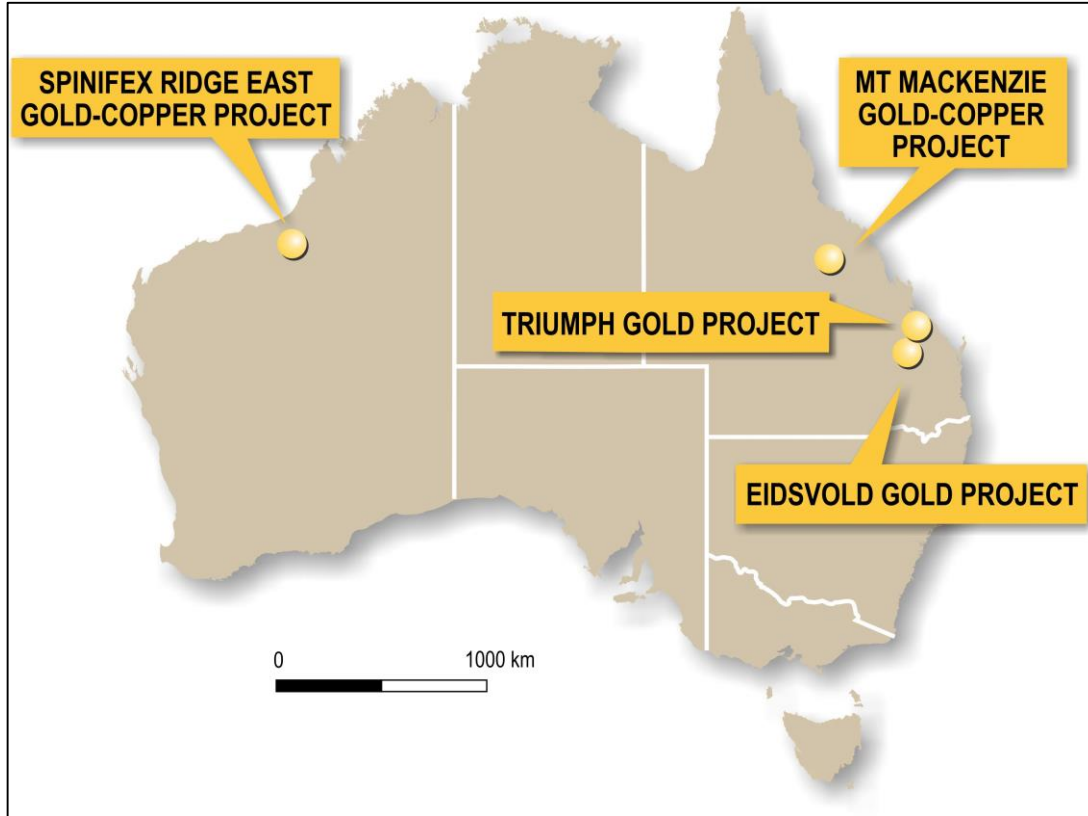 SPINIFEX RIDGE EAST
GOLD-COPPER PROJECT
MT MACKENZIE
GOLD-COPPER
PROJECT
TRIUMPH GOLD PROJECT
EIDSVOLD GOLD PROJECT
0 1000 km